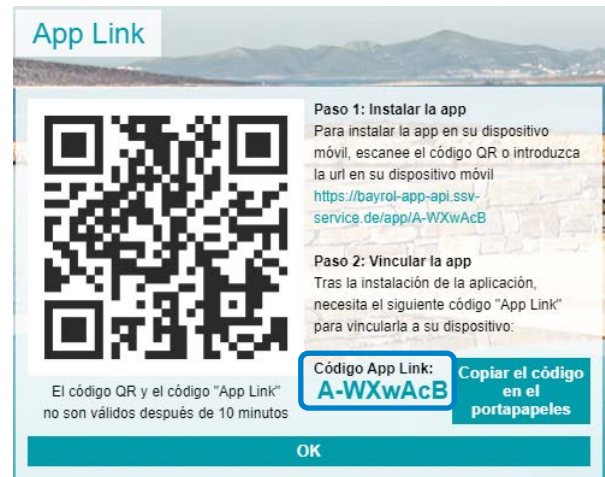 App Link
Paso 1: Instalar la app
Para instalar la app en su dispositivo
móvil, escanee el código QR o introduzca
la url en su dispositivo móvil
https://bayrol-app-api.ssv-
service.de/app/A-WXwAcB
Paso 2: Vincular la app
Tras la instalación de la aplicación,
necesita el siguiente código "App Link"
para vincularla a su dispositivo:
El código QR y el código "App Link"
no son válidos después de 10 minutos
Código App Link:
A-WXwAcB
Copiar el código
en el
portapapeles
OK